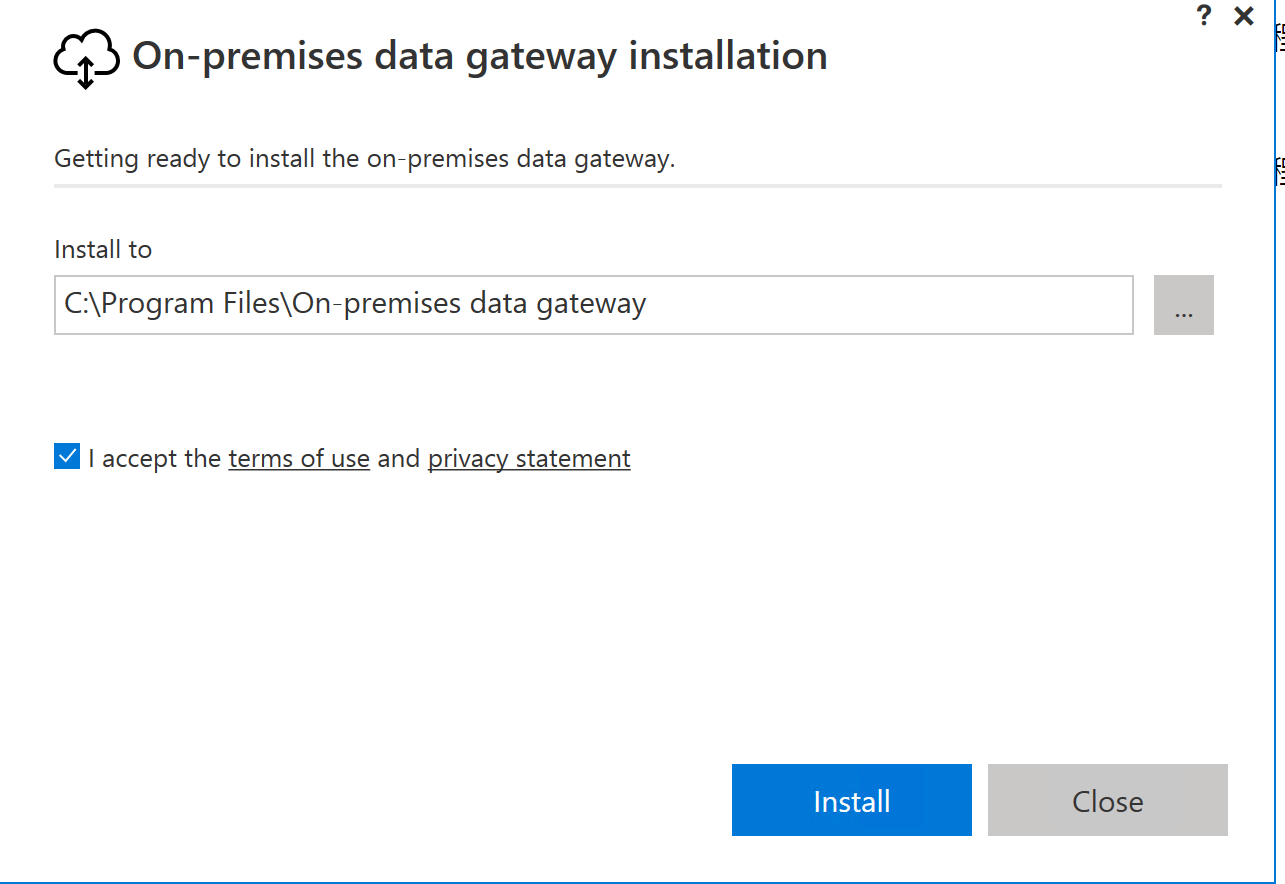 ? ×
On-premises data gateway installation
Getting ready to install the on-premises data gateway.
Install to
C:\Program Files\On-premises data gateway
...
I accept the terms of use and privacy statement
Install
Close